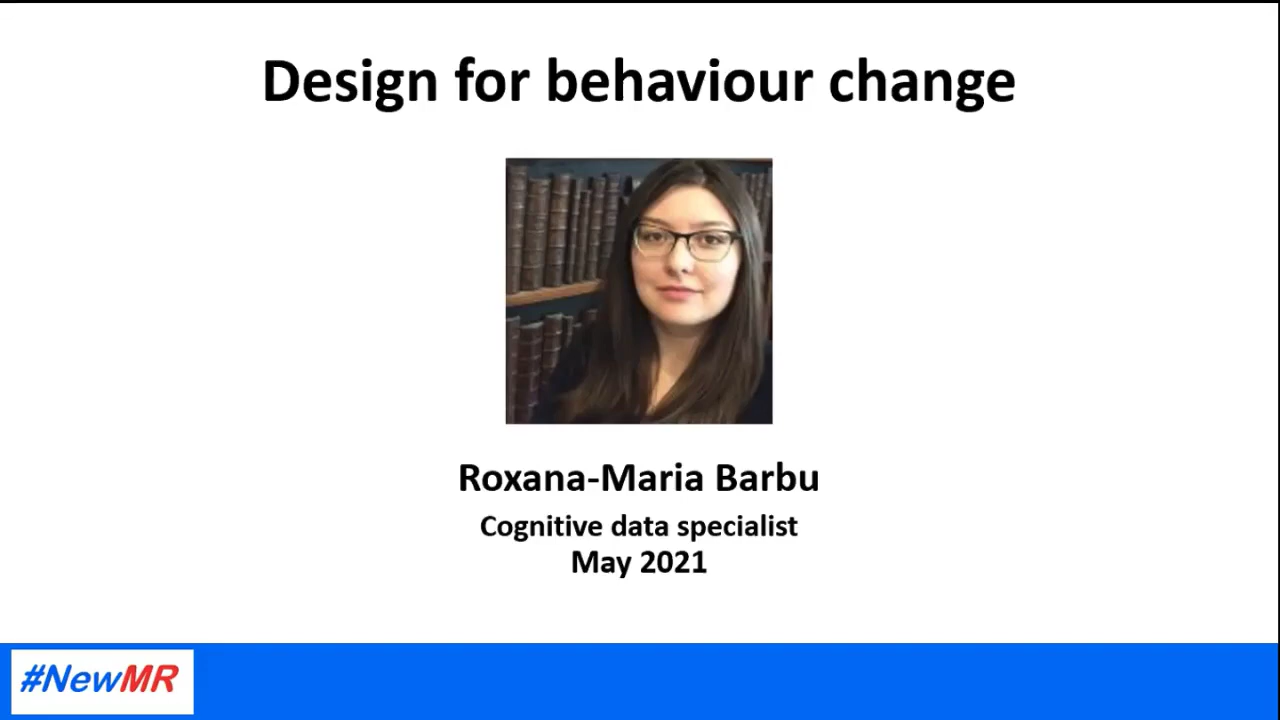 Design for behaviour change
Roxana-Maria Barbu
Cognitive data specialist
May 2021
#NewMR